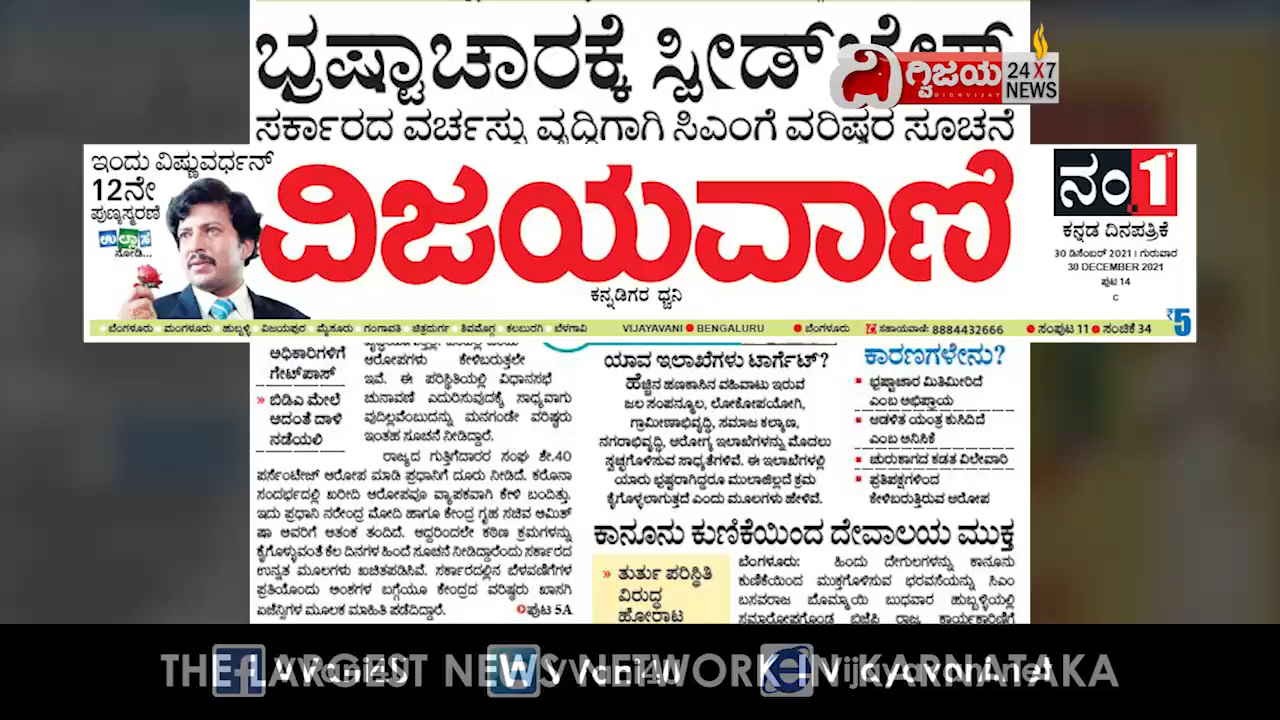 ಭ್ರಷ್ಟಾಚಾರಕ್ಕೆ ಸ್ಪೀಡ್‌ಬ್ರೇಕ್
ದಿಗ್ವಿಜಯ
DIGHVIJAY
24X7
NEWS
ಸರ್ಕಾರದ ವರ್ಚಸ್ಸು ವೃದ್ಧಿಗಾಗಿ ಸಿಎಂಗೆ ವರಿಷ್ಠರ ಸೂಚನೆ
ಇಂದು ವಿಷ್ಣುವರ್ಧನ್
12ನೇ
ಪುಣ್ಯಸ್ಮರಣೆ
ಉಲ್ಲಾಸ
ನೋಡಿ...
ವಿಜಯವಾಣಿ
ಕನ್ನಡಿಗರ ಧ್ವನಿ
ನಂ.1
ಕನ್ನಡ ದಿನಪತ್ರಿಕೆ
30 ಡಿಸೆಂಬರ್ 2021 । ಗುರುವಾರ
30 DECEMBER 2021
ಪುಟ 14
C
ಬೆಂಗಳೂರು ಮಂಗಳೂರು ಹುಬ್ಬಳ್ಳಿ ವಿಜಯಪುರ ಮೈಸೂರು ಗಂಗಾವತಿ ಚಿತ್ರದುರ್ಗ ಶಿವಮೊಗ್ಗ ಕಲಬುರಗಿ ಬೆಳಗಾವಿ VIJAYAVANI BENGALURU ಬೆಂಗಳೂರು ಸಹಾಯವಾಣಿ: 8884432666 ಸಂಪುಟ 11 ಸಂಚಿಕೆ 34 ₹5
ಅಧಿಕಾರಿಗಳಿಗೆ
ಗೇಟ್‌ಪಾಸ್
» ಬಿಡಿಎ ಮೇಲೆ
ಆದಂತೆ ದಾಳಿ
ನಡೆಯಲಿ
ಆರೋಪಗಳು ಕೇಳಿಬರುತ್ತಲೇ
ಇವೆ. ಈ ಪರಿಸ್ಥಿತಿಯಲ್ಲಿ ವಿಧಾನಸಭೆ
ಚುನಾವಣೆ ಎದುರಿಸುವುದಕ್ಕೆ ಸಾಧ್ಯವಾಗು
ವುದಿಲ್ಲವೆಂಬುದನ್ನು ಮನಗಂಡೇ ವರಿಷ್ಠರು
ಇಂತಹ ಸೂಚನೆ ನೀಡಿದ್ದಾರೆ.
ರಾಜ್ಯದ ಗುತ್ತಿಗೆದಾರರ ಸಂಘ ಶೇ.40
ಪರ್ಸೆಂಟೇಜ್ ಆರೋಪ ಮಾಡಿ ಪ್ರಧಾನಿಗೆ ದೂರು ನೀಡಿದೆ. ಕರೊನಾ
ಸಂದರ್ಭದಲ್ಲಿ ಖರೀದಿ ಆರೋಪವೂ ವ್ಯಾಪಕವಾಗಿ ಕೇಳಿ ಬಂದಿತ್ತು.
ಇದು ಪ್ರಧಾನಿ ನರೇಂದ್ರ ಮೋದಿ ಹಾಗೂ ಕೇಂದ್ರ ಗೃಹ ಸಚಿವ ಅಮಿತ್
ಷಾ ಅವರಿಗೆ ಆತಂಕ ತಂದಿದೆ. ಆದ್ದರಿಂದಲೇ ಕಠಿಣ ಕ್ರಮಗಳನ್ನು
ಕೈಗೊಳ್ಳುವಂತೆ ಕೆಲ ದಿನಗಳ ಹಿಂದೆ ಸೂಚನೆ ನೀಡಿದ್ದಾರೆಂದು ಸರ್ಕಾರದ
ಉನ್ನತ ಮೂಲಗಳು ಖಚಿತಪಡಿಸಿವೆ. ಸರ್ಕಾರದಲ್ಲಿನ ಬೆಳವಣಿಗೆಗಳ
ಪ್ರತಿಯೊಂದು ಅಂಶಗಳ ಬಗ್ಗೆಯೂ ಕೇಂದ್ರದ ವರಿಷ್ಠರು ಖಾಸಗಿ
ಏಜೆನ್ಸಿಗಳ ಮೂಲಕ ಮಾಹಿತಿ ಪಡೆದಿದ್ದಾರೆ. ಪುಟ 5A
ಯಾವ ಇಲಾಖೆಗಳು ಟಾರ್ಗೆಟ್?
ಹೆಚ್ಚಿನ ಹಣಕಾಸಿನ ವಹಿವಾಟು ಇರುವ
ಜಲ ಸಂಪನ್ಮೂಲ, ಲೋಕೋಪಯೋಗಿ,
ಗ್ರಾಮೀಣಾಭಿವೃದ್ಧಿ, ಸಮಾಜ ಕಲ್ಯಾಣ,
ನಗರಾಭಿವೃದ್ಧಿ, ಆರೋಗ್ಯ ಇಲಾಖೆಗಳನ್ನು ಮೊದಲು
ಸ್ವಚ್ಛಗೊಳಿಸುವ ಸಾಧ್ಯತೆಗಳಿವೆ. ಈ ಇಲಾಖೆಗಳಲ್ಲಿ
ಯಾರು ಭ್ರಷ್ಟರಾಗಿದ್ದರೂ ಮುಲಾಜಿಲ್ಲದೆ ಕ್ರಮ
ಕೈಗೊಳ್ಳಲಾಗುತ್ತದೆ ಎಂದು ಮೂಲಗಳು ಹೇಳಿವೆ.
ಕಾರಣಗಳೇನು?
ಭ್ರಷ್ಟಾಚಾರ ಮಿತಿಮೀರಿದೆ
ಎಂಬ ಅಭಿಪ್ರಾಯ
ಆಡಳಿತ ಯಂತ್ರ ಕುಸಿದಿದೆ
ಎಂಬ ಅನಿಸಿಕೆ
ಚುರುಕಾಗದ ಕಡತ ವಿಲೇವಾರಿ
ಪ್ರತಿಪಕ್ಷಗಳಿಂದ
ಕೇಳಿಬರುತ್ತಿರುವ ಆರೋಪ
ಕಾನೂನು ಕುಣಿಕೆಯಿಂದ ದೇವಾಲಯ ಮುಕ್ತ
» ತುರ್ತು ಪರಿಸ್ಥಿತಿ
ವಿರುದ್ಧ
ಹೋರಾಟ
ಬೆಂಗಳೂರು: ಹಿಂದು ದೇಗುಲಗಳನ್ನು ಕಾನೂನು
ಕುಣಿಕೆಯಿಂದ ಮುಕ್ತಗೊಳಿಸುವ ಭರವಸೆಯನ್ನು ಸಿಎಂ
ಬಸವರಾಜ ಬೊಮ್ಮಾಯಿ ಬುಧವಾರ ಹುಬ್ಬಳ್ಳಿಯಲ್ಲಿ
ಸಮಾರೋಪಗೊಂಡ ಬಿಜೆಪಿ ರಾಜ್ಯ ಕಾರ್ಯಕಾರಿಣಿಗೆ
THE LARGEST NEWS NETWORK IN KARNATAKA